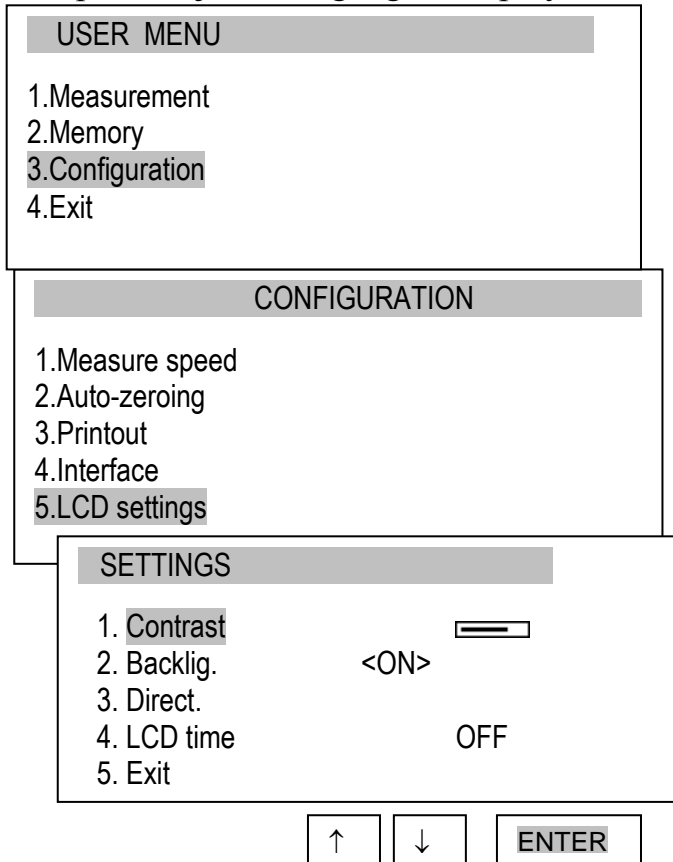 USER MENU
1.Measurement
2.Memory
3.Configuration
4.Exit
CONFIGURATION
1.Measure speed
2.Auto-zeroing
3.Printout
4.Interface
5.LCD settings
SETTINGS
1. Contrast
2. Backlig. <ON>
3. Direct.
4. LCD time OFF
5. Exit
↑ ↓ ENTER